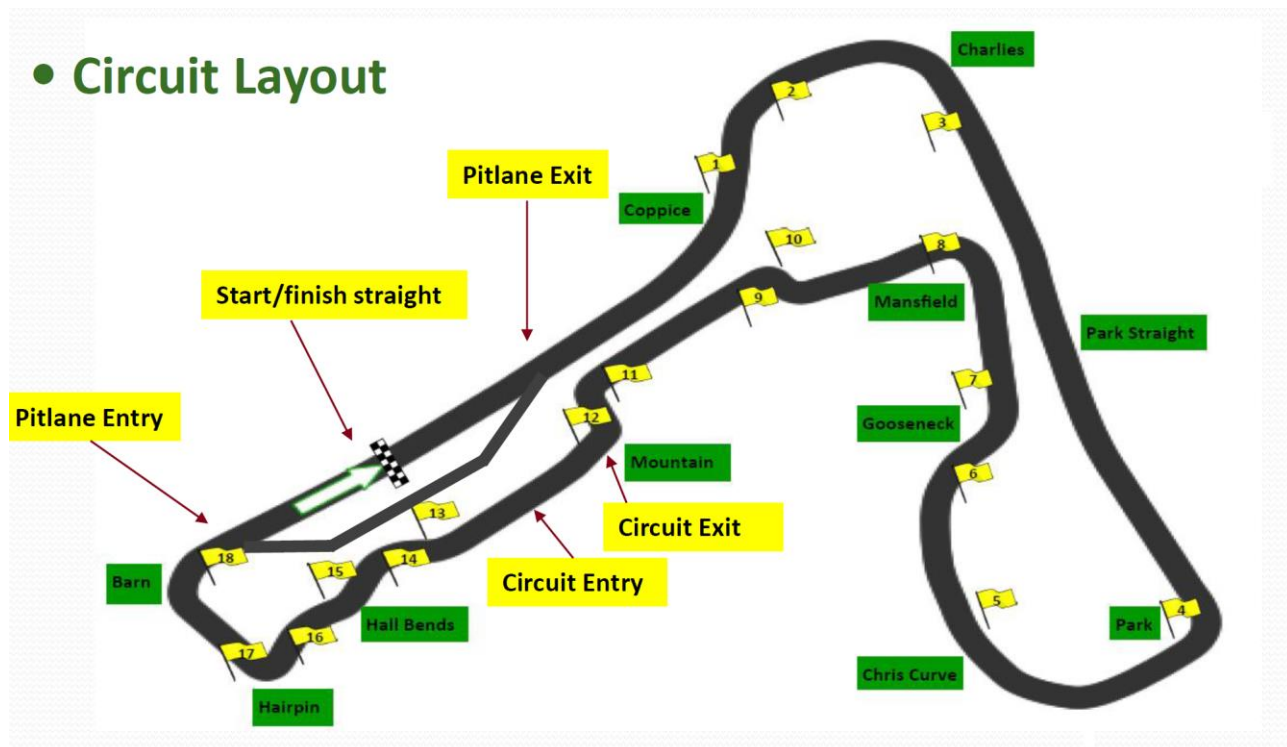 • Circuit Layout
Charlies
2
3
Pitlane Exit
1
Coppice
10
8
Start/finish straight
9
Mansfield
Park Straight
11
7
Pitlane Entry
12
Gooseneck
Mountain
6
13
Circuit Exit
18
14
15
Circuit Entry
Barn
5
4
Hall Bends
Park
16
17
Chris Curve
Hairpin